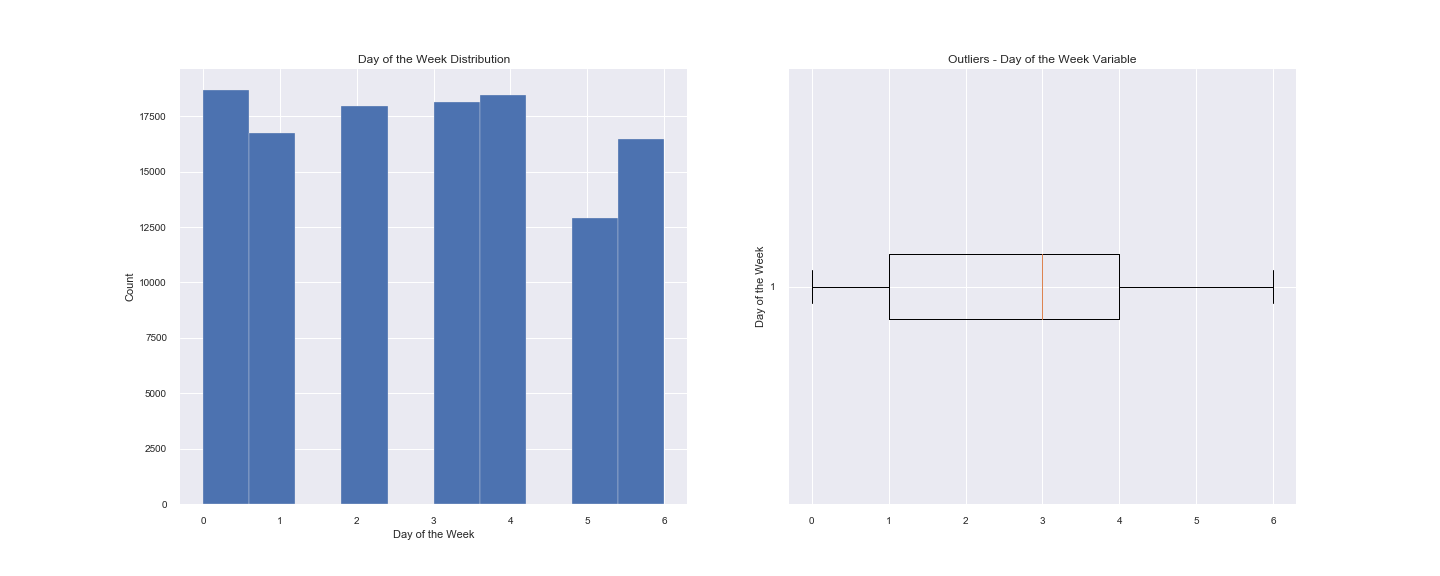 Day of the Week Distribution
17500
15000
12500
10000
7500
5000
2500
0
Count
0 1 2 3 4 5 6
Day of the Week
Outliers - Day of the Week Variable
Day of the Week
1
0 1 2 3 4 5 6